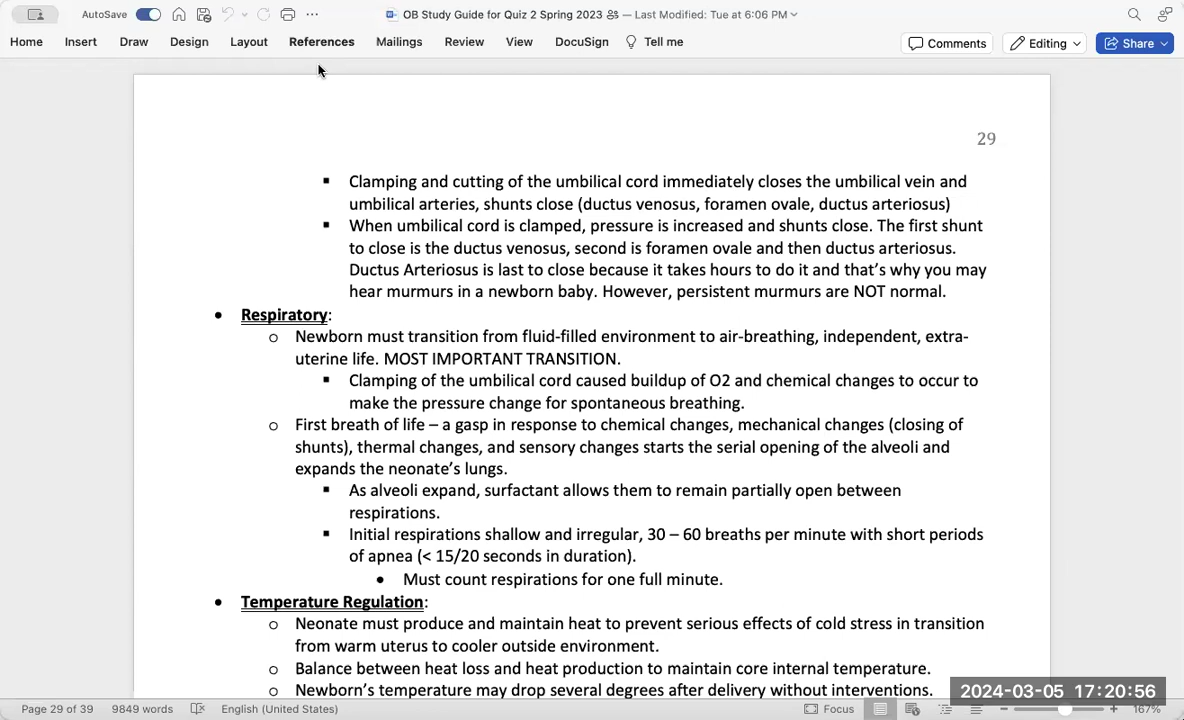 AutoSave
OB Study Guide for Quiz 2 Spring 2023 — Last Modified: Tue at 6:06 PM
Home Insert Draw Design Layout References Mailings Review View DocuSign Tell me
Comments Editing Share
29
▪ Clamping and cutting of the umbilical cord immediately closes the umbilical vein and
umbilical arteries, shunts close (ductus venosus, foramen ovale, ductus arteriosus)
▪ When umbilical cord is clamped, pressure is increased and shunts close. The first shunt
to close is the ductus venosus, second is foramen ovale and then ductus arteriosus.
Ductus Arteriosus is last to close because it takes hours to do it and that's why you may
hear murmurs in a newborn baby. However, persistent murmurs are NOT normal.
• Respiratory:
o Newborn must transition from fluid-filled environment to air-breathing, independent, extra-
uterine life. MOST IMPORTANT TRANSITION.
▪ Clamping of the umbilical cord caused buildup of O2 and chemical changes to occur to
make the pressure change for spontaneous breathing.
o First breath of life – a gasp in response to chemical changes, mechanical changes (closing of
shunts), thermal changes, and sensory changes starts the serial opening of the alveoli and
expands the neonate's lungs.
▪ As alveoli expand, surfactant allows them to remain partially open between
respirations.
▪ Initial respirations shallow and irregular, 30 – 60 breaths per minute with short periods
of apnea (< 15/20 seconds in duration).
• Must count respirations for one full minute.
• Temperature Regulation:
o Neonate must produce and maintain heat to prevent serious effects of cold stress in transition
from warm uterus to cooler outside environment.
o Balance between heat loss and heat production to maintain core internal temperature.
o Newborn's temperature may drop several degrees after delivery without interventions.
2024-03-05 17:20:56
Page 29 of 39 9849 words English (United States) Focus 167%